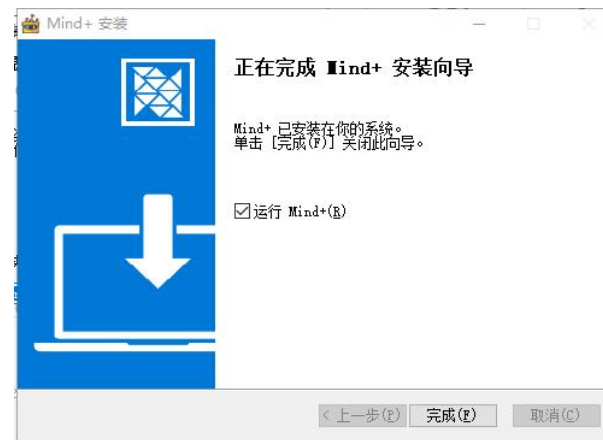 Mind+ 安装
正在完成 Mind+ 安装向导
Mind+ 已安装在你的系统。
单击 [完成(F)] 关闭此向导。
运行 Mind+(R)
< 上一步(P)
完成(F)
取消(C)